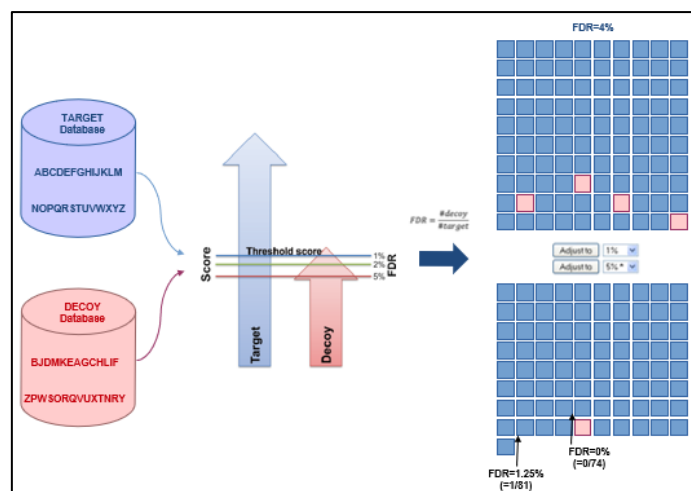 FDR=4%
TARGET
Database
ABCDEFGHIJKLM
NOPQRSTUVWXYZ
Score
Threshold score
1%
2%
5%
FDR
Target
Decoy
FDR = #decoy / #target
Adjust to 1%
Adjust to 5% *
DECOY
Database
BJDMKEAGCHLIF
ZPWSORQVUXTNRY
FDR=0%
(=0/74)
FDR=1.25%
(=1/81)